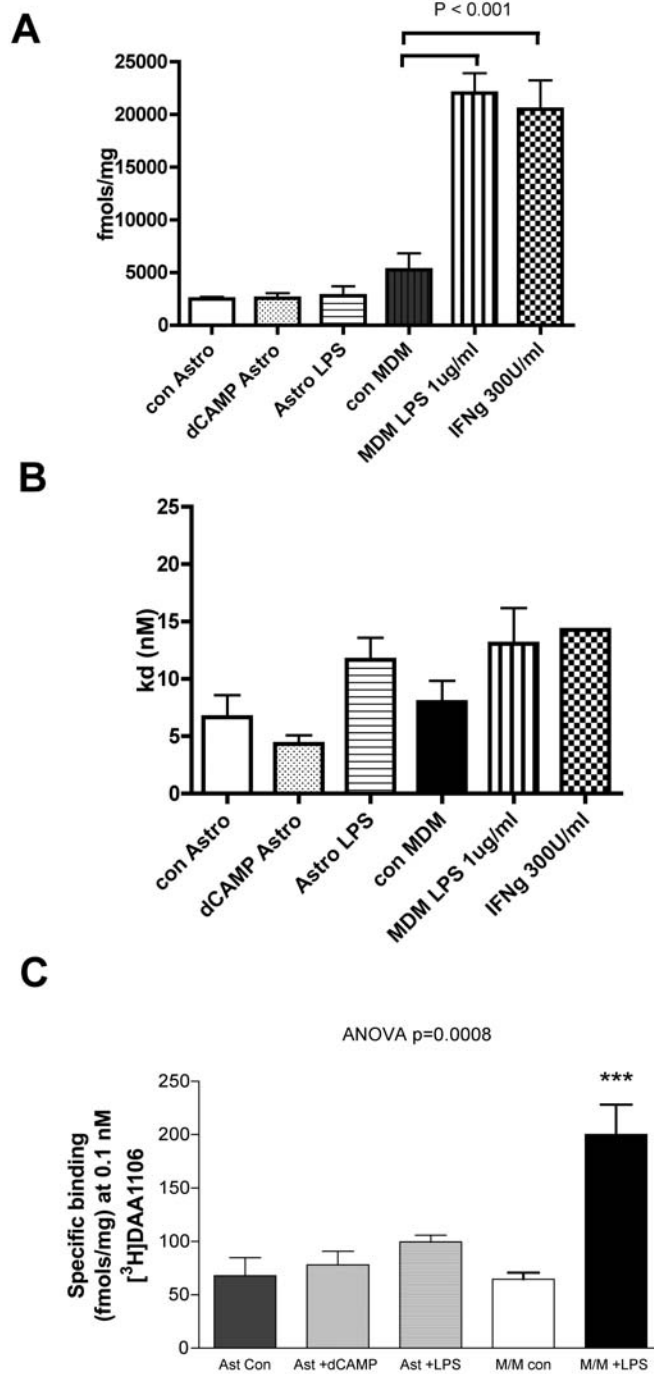 A
P < 0.001
fmols/mg
25000
20000
15000
10000
5000
0
con Astro
dCAMP Astro
Astro LPS
con MDM
MDM LPS 1ug/ml
IFNg 300U/ml
B
kd (nM)
25
20
15
10
5
0
con Astro
dCAMP Astro
Astro LPS
con MDM
MDM LPS 1ug/ml
IFNg 300U/ml
C
ANOVA p=0.0008
Specific binding
(fmols/mg) at 0.1 nM
[³H]DAA1106
250
200
150
100
50
0
***
Ast Con
Ast +dCAMP
Ast +LPS
M/M con
M/M +LPS